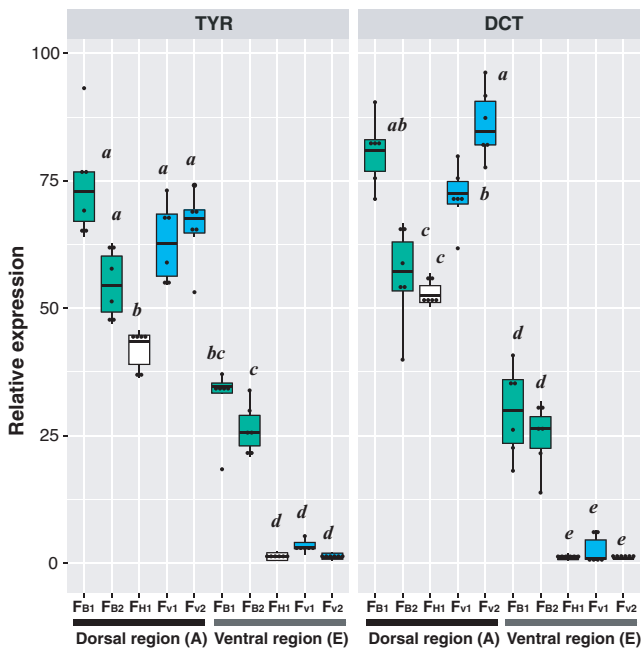 TYR DCT
Relative expression
100
75
50
25
0
a a b a a bc c d d d
ab c c b a d d e e e
FB1 FB2 FH1 Fv1 Fv2 FB1 FB2 FH1 Fv1 Fv2 FB1 FB2 FH1 Fv1 Fv2 FB1 FB2 FH1 Fv1 Fv2
Dorsal region (A) Ventral region (E) Dorsal region (A) Ventral region (E)